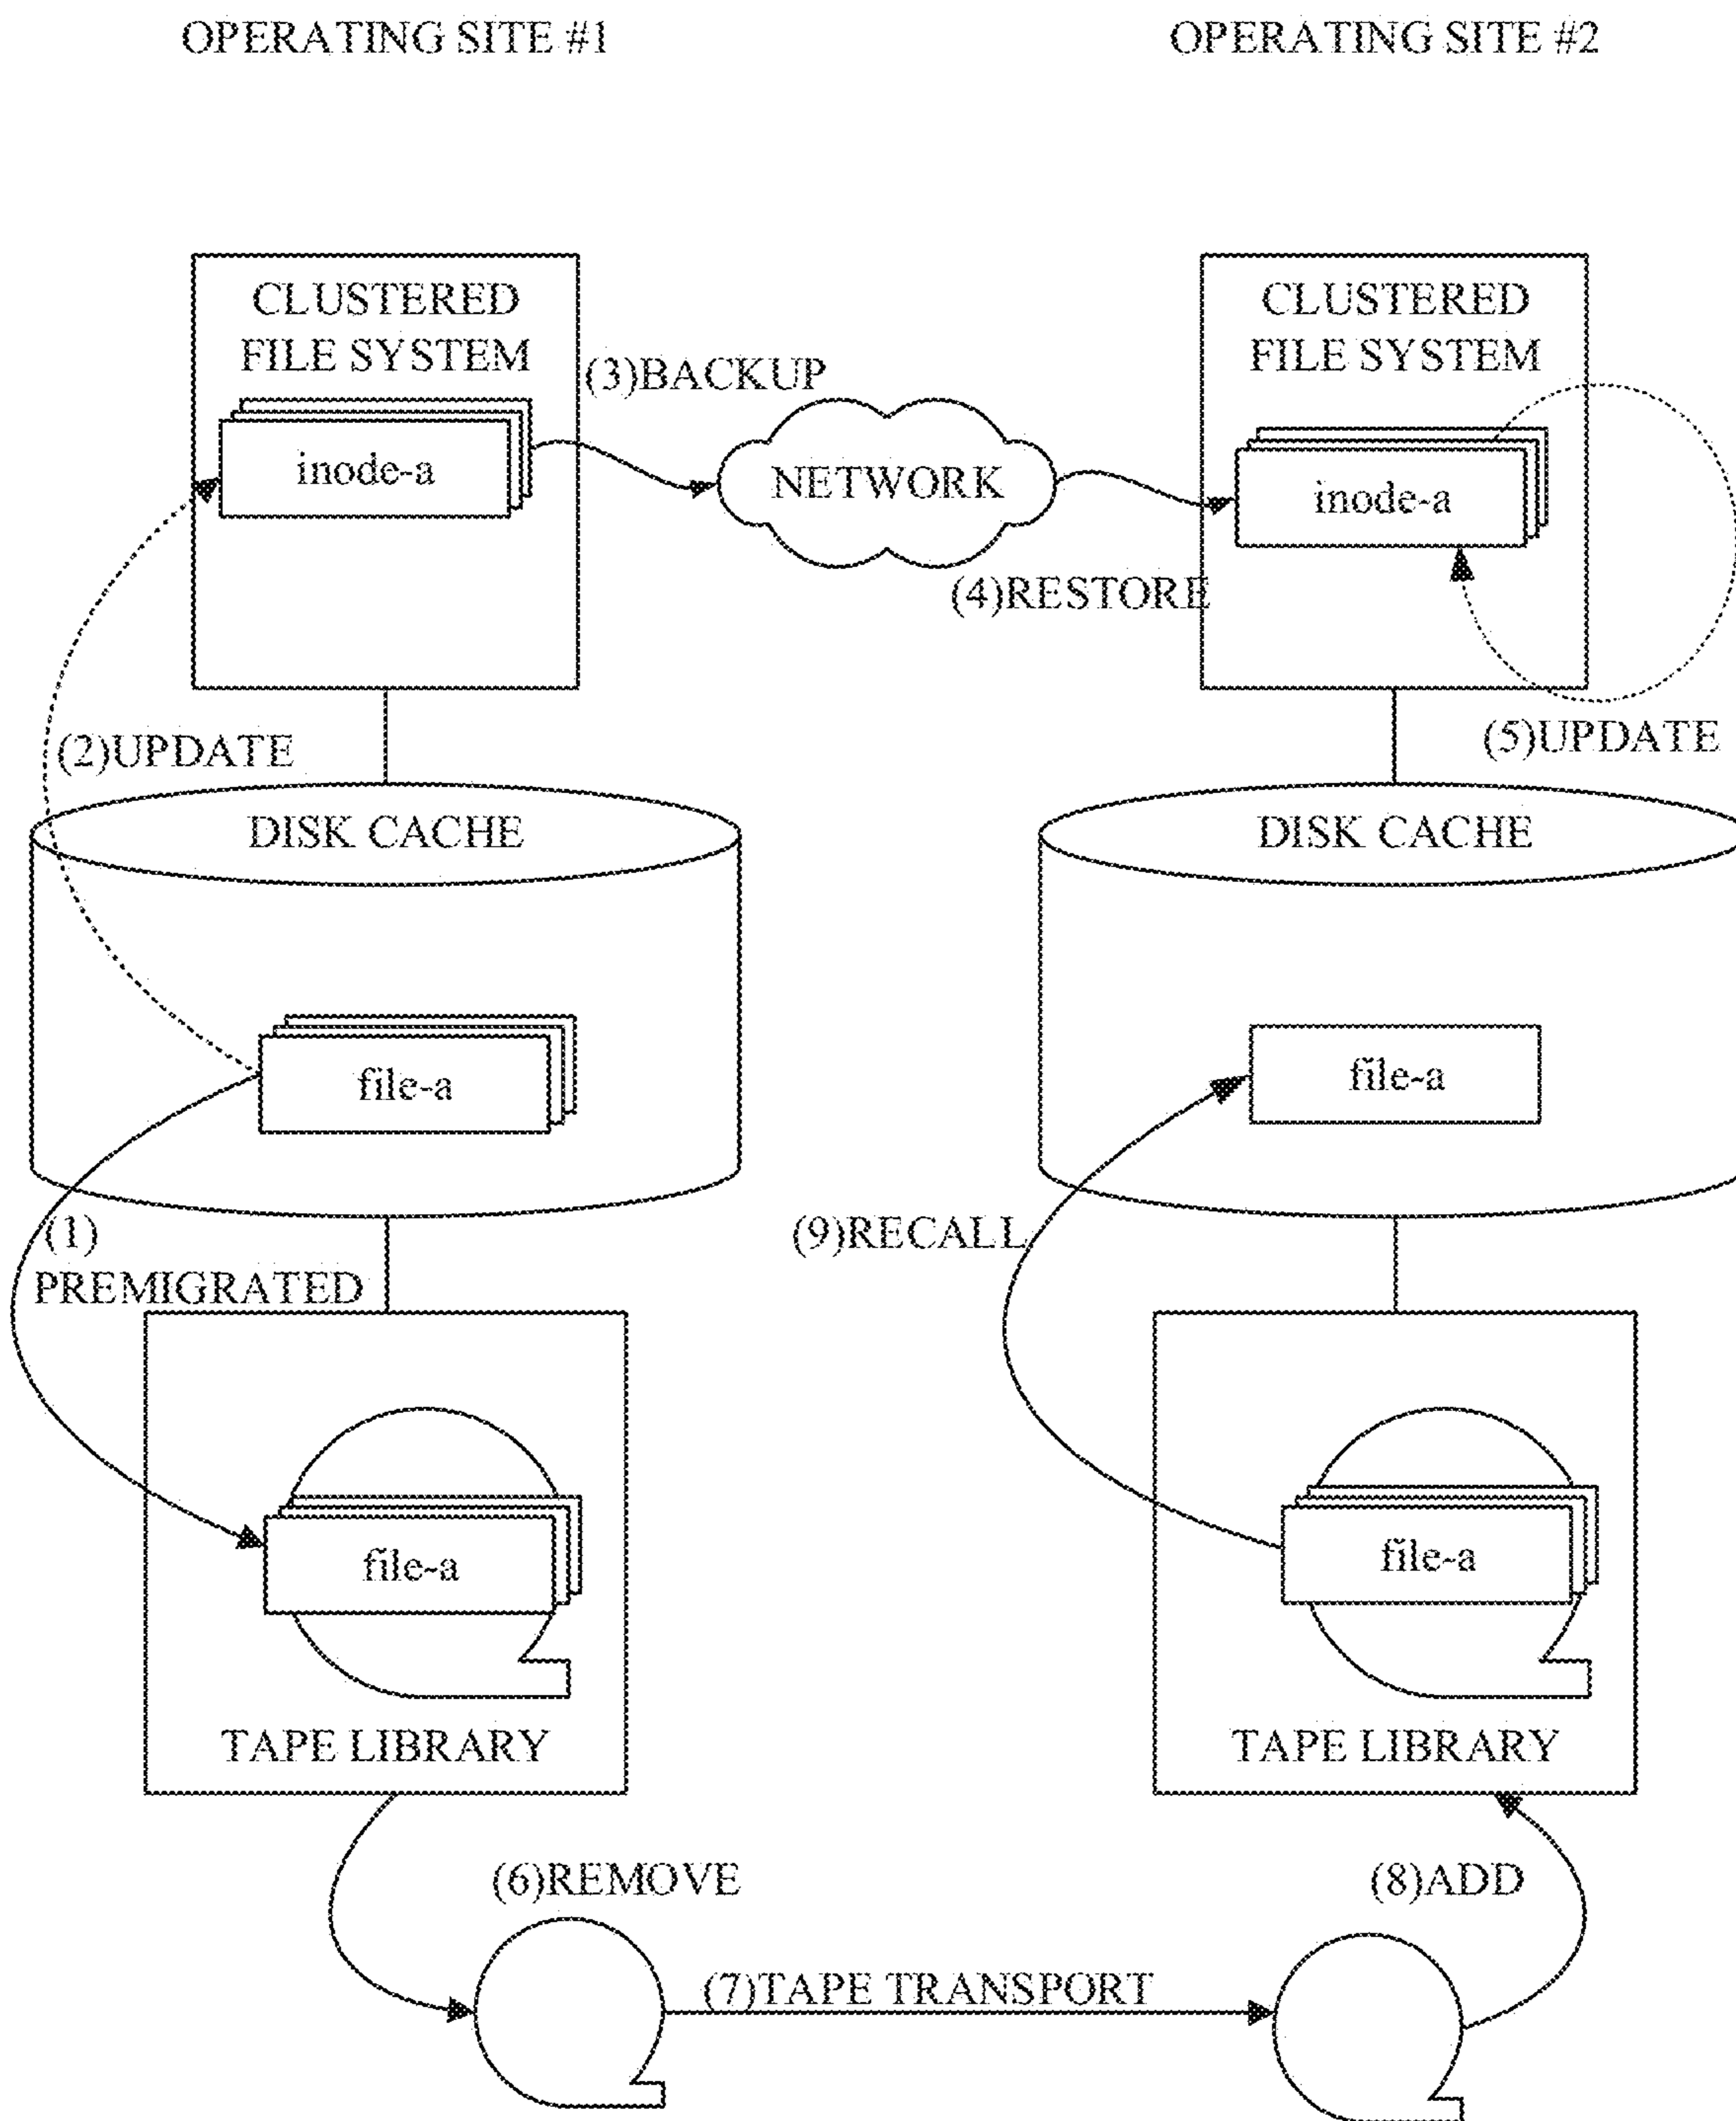 OPERATING SITE #1
OPERATING SITE #2
CLUSTERED
FILE SYSTEM
inode-a
(3)BACKUP
NETWORK
(4)RESTORE
CLUSTERED
FILE SYSTEM
inode-a
(2)UPDATE
(5)UPDATE
DISK CACHE
file-a
DISK CACHE
file-a
(1)
PREMIGRATED
(9)RECALL
file-a
TAPE LIBRARY
file-a
TAPE LIBRARY
(6)REMOVE
(8)ADD
(7)TAPE TRANSPORT